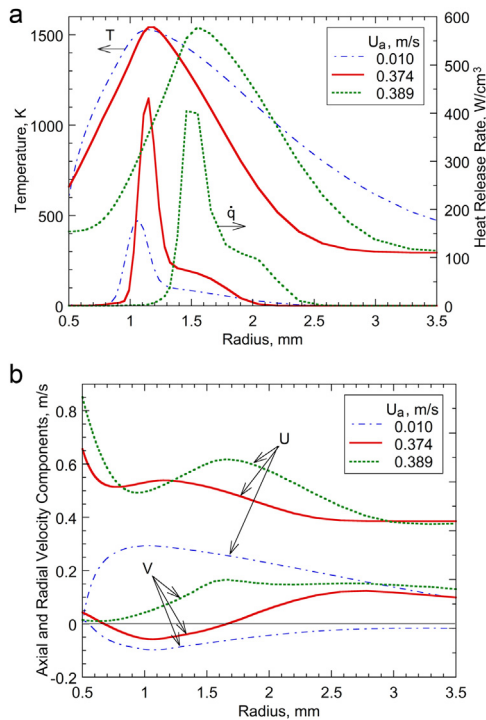 a
1500
1000
500
0
Temperature, K
T
q̇
Uₐ, m/s
0.010
0.374
0.389
600
500
400
300
200
100
0
Heat Release Rate. W/cm³
0.5 1 1.5 2 2.5 3 3.5
Radius, mm
b
0.8
0.6
0.4
0.2
0
-0.2
Axial and Radial Velocity Components, m/s
U
V
Uₐ, m/s
0.010
0.374
0.389
0.5 1 1.5 2 2.5 3 3.5
Radius, mm